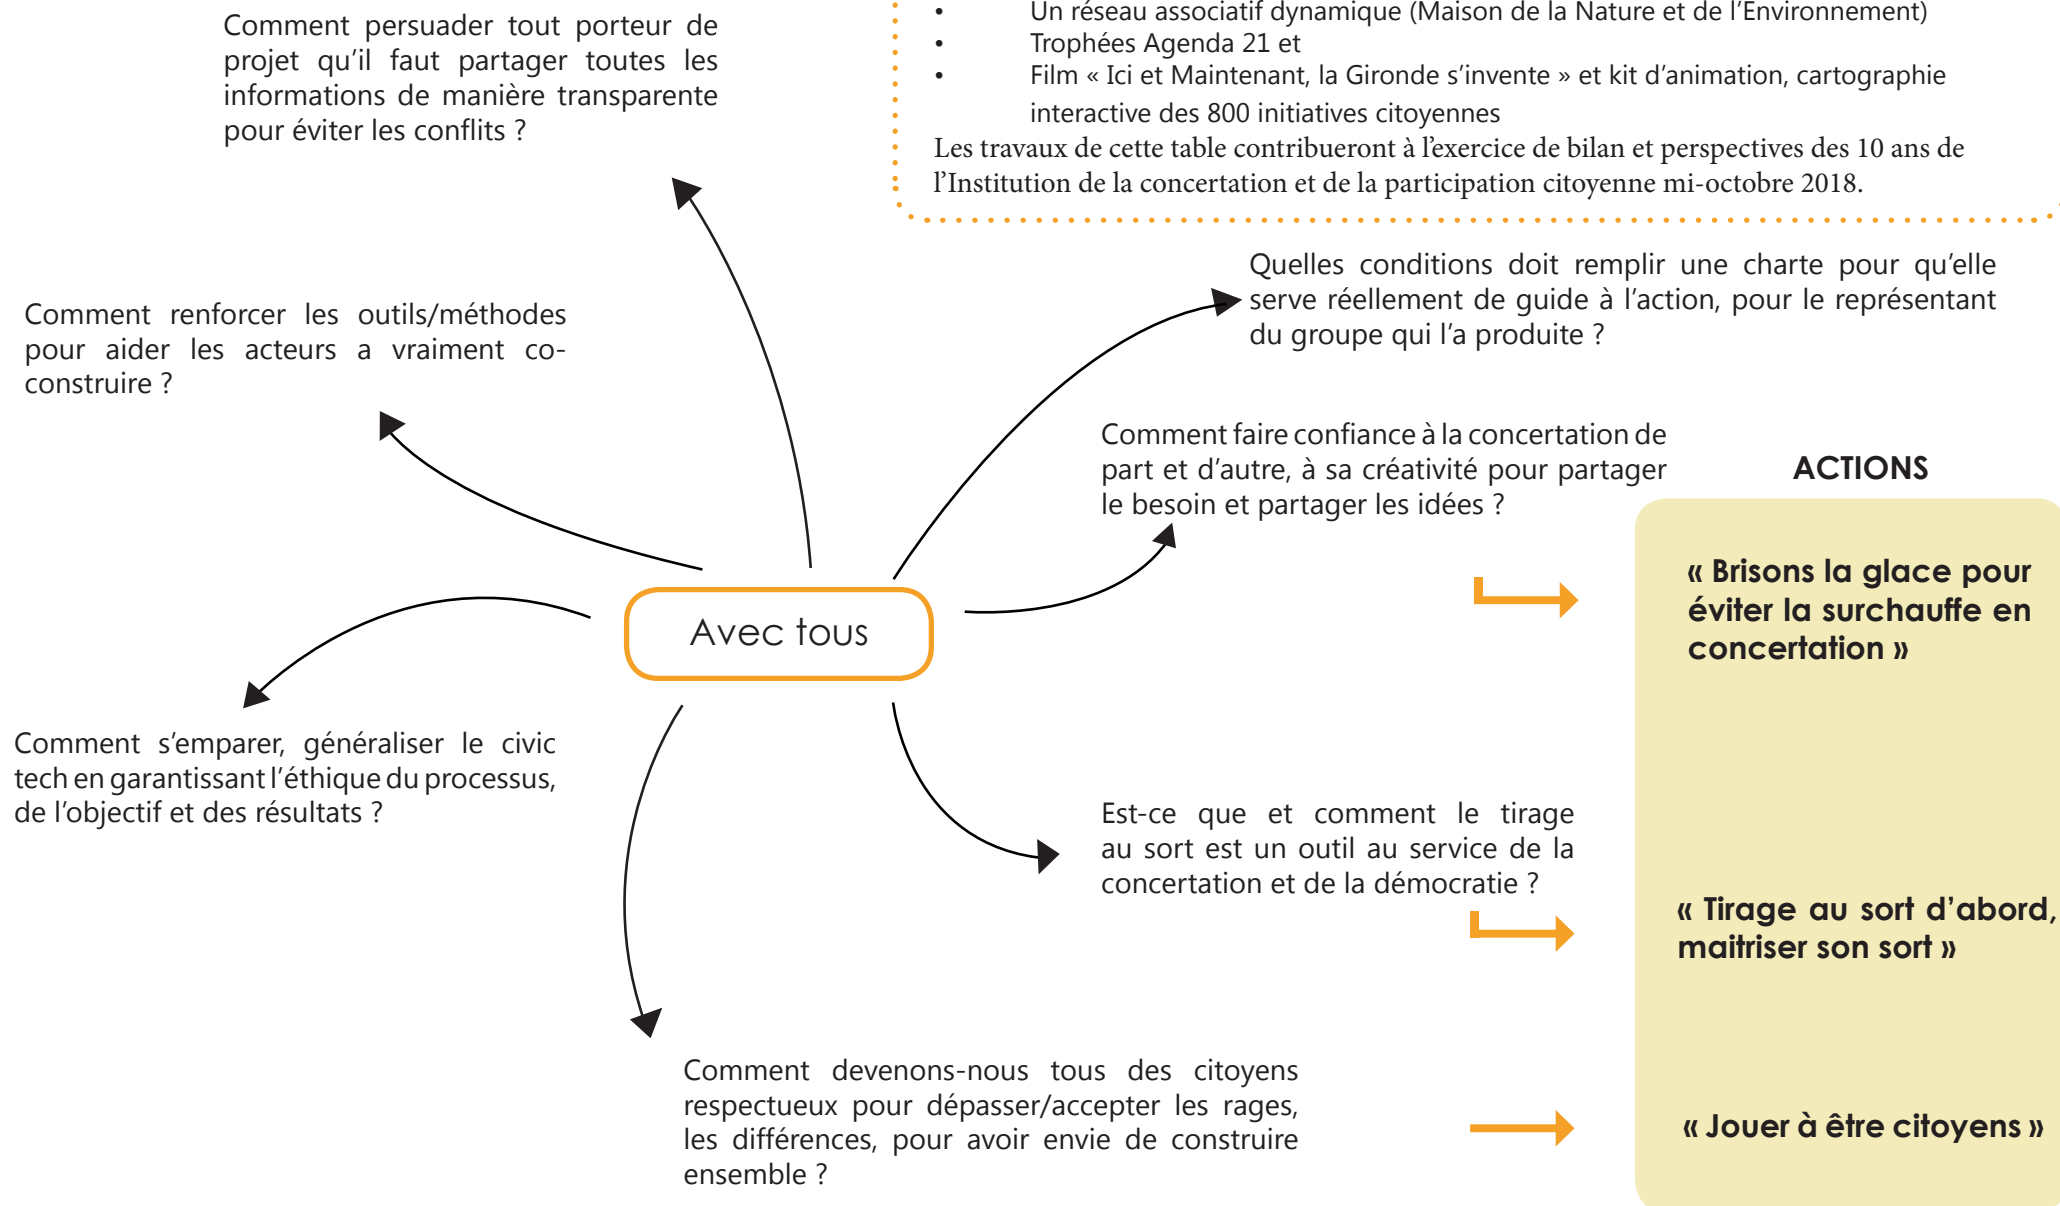 Comment persuader tout porteur de
projet qu'il faut partager toutes les
informations de manière transparente
pour éviter les conflits ?
• Un réseau associatif dynamique (Maison de la Nature et de l'Environnement)
• Trophées Agenda 21 et
• Film « Ici et Maintenant, la Gironde s'invente » et kit d'animation, cartographie
interactive des 800 initiatives citoyennes
Les travaux de cette table contribueront à l'exercice de bilan et perspectives des 10 ans de
l'Institution de la concertation et de la participation citoyenne mi-octobre 2018.
Quelles conditions doit remplir une charte pour qu'elle
serve réellement de guide à l'action, pour le représentant
du groupe qui l'a produite ?
Comment renforcer les outils/méthodes
pour aider les acteurs a vraiment co-
construire ?
Comment faire confiance à la concertation de
part et d'autre, à sa créativité pour partager
le besoin et partager les idées ?
ACTIONS
« Brisons la glace pour
éviter la surchauffe en
concertation »
Avec tous
Comment s'emparer, généraliser le civic
tech en garantissant l'éthique du processus,
de l'objectif et des résultats ?
Est-ce que et comment le tirage
au sort est un outil au service de la
concertation et de la démocratie ?
« Tirage au sort d'abord,
maitriser son sort »
Comment devenons-nous tous des citoyens
respectueux pour dépasser/accepter les rages,
les différences, pour avoir envie de construire
ensemble ?
« Jouer à être citoyens »